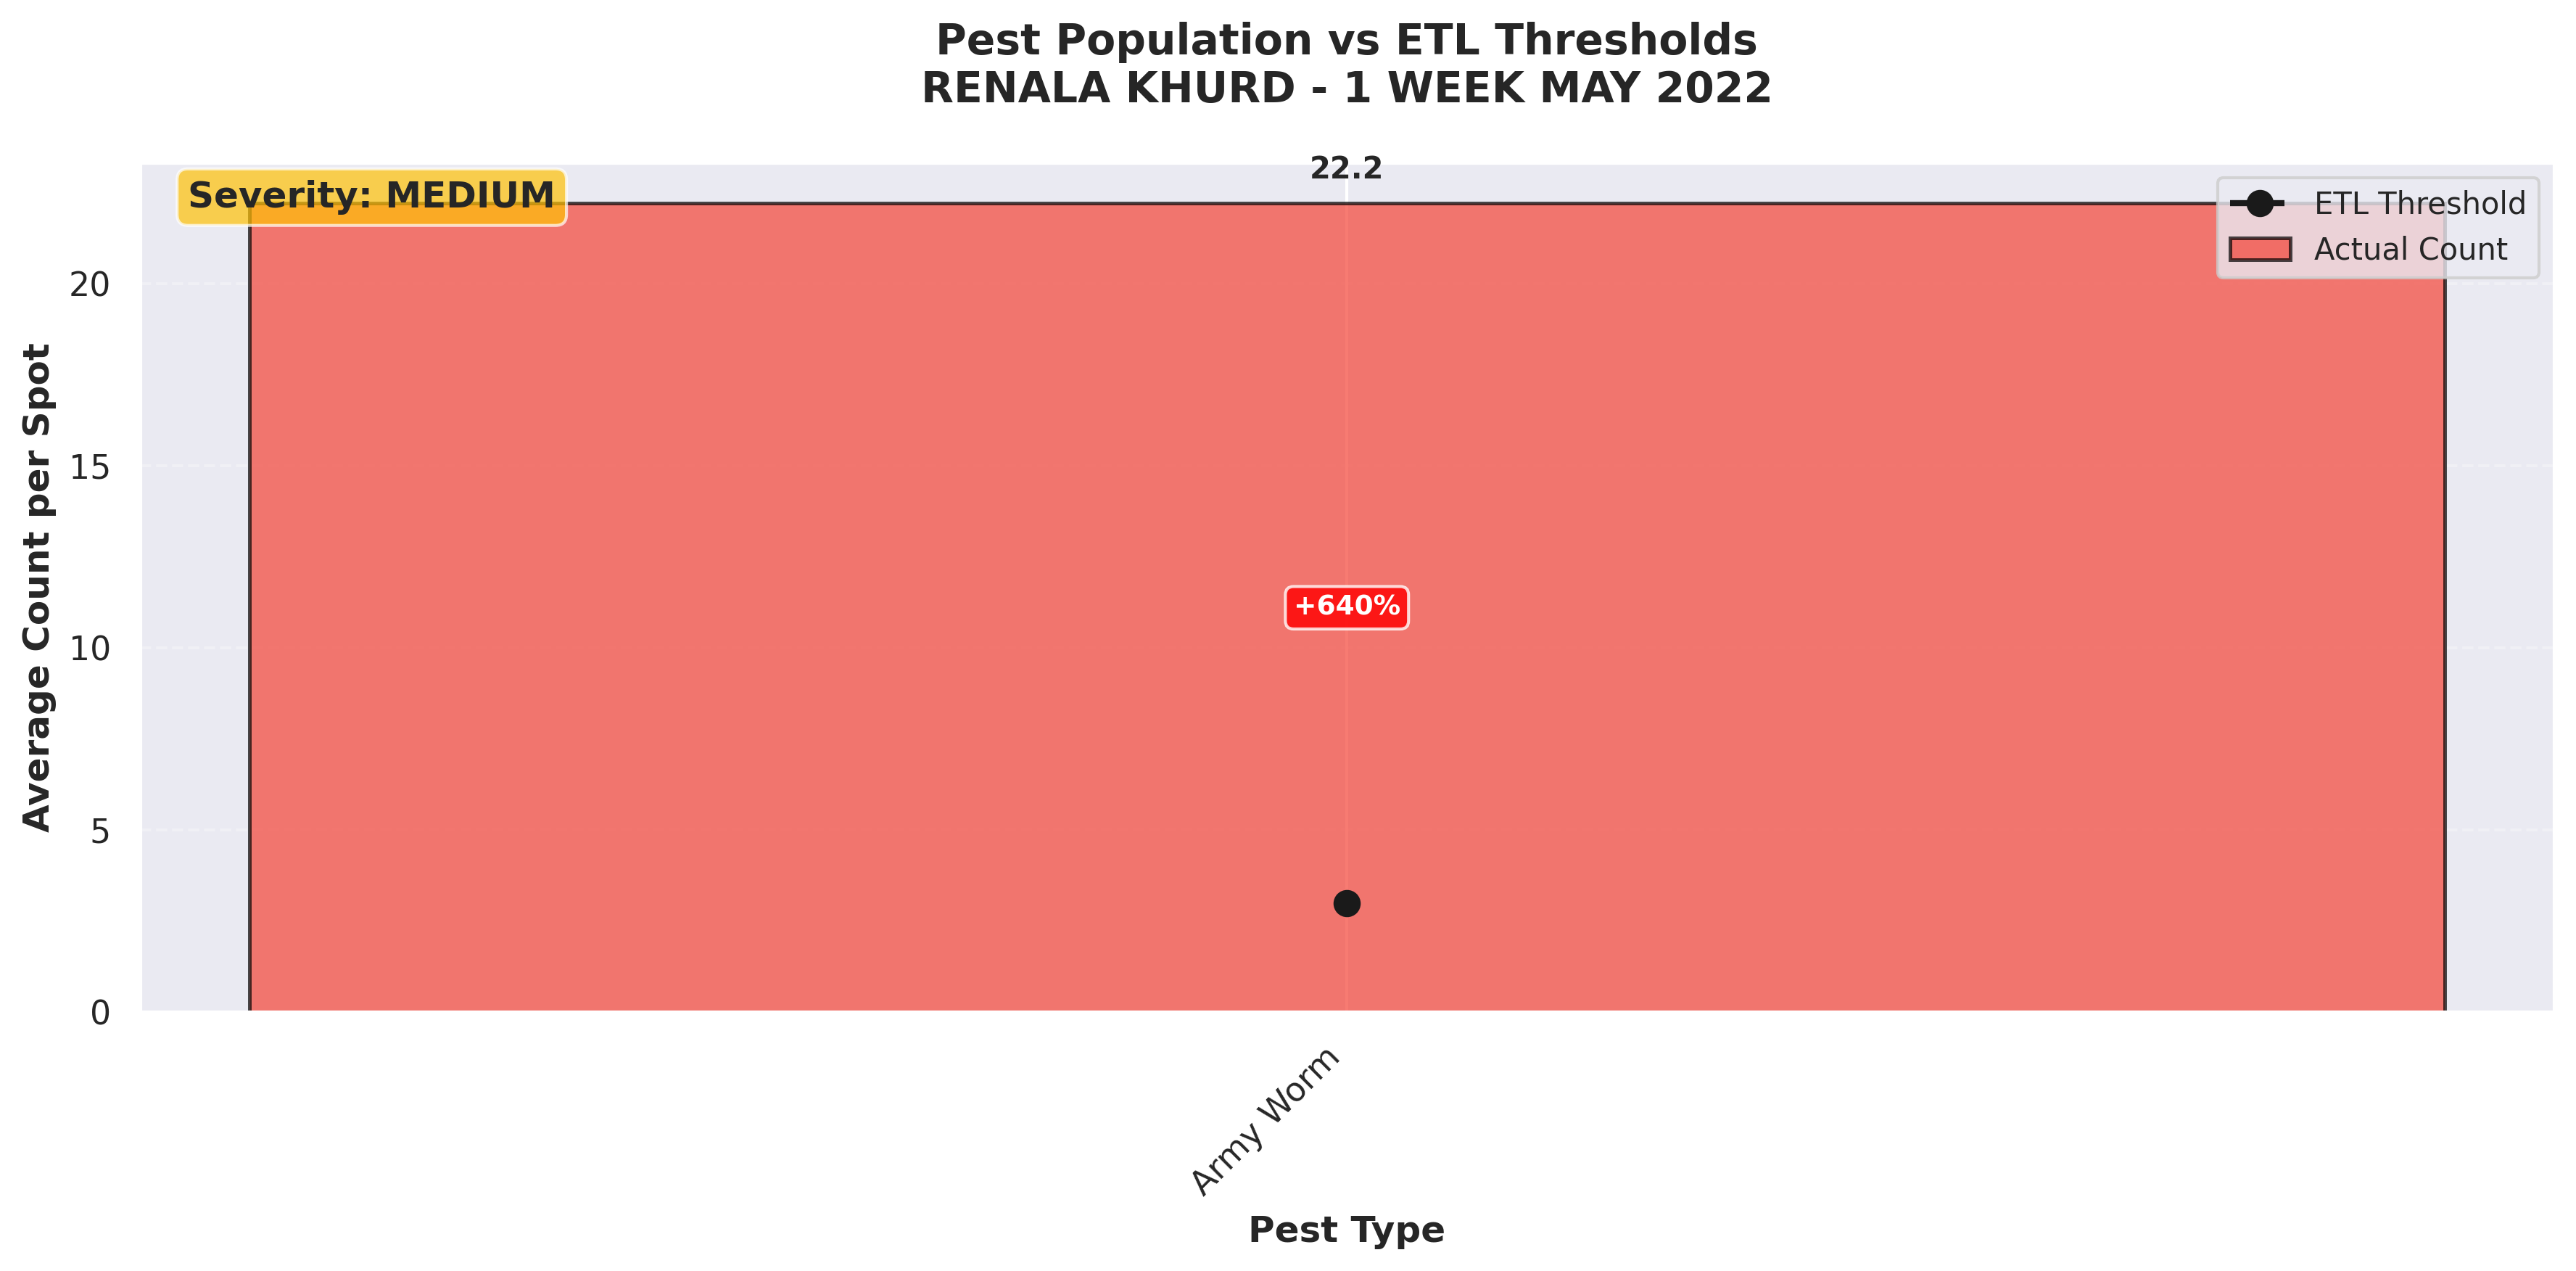 Pest Population vs ETL Thresholds
RENALA KHURD - 1 WEEK MAY 2022
22.2
Severity: MEDIUM
ETL Threshold
Actual Count
20
15
10
5
0
Average Count per Spot
+640%
Army Worm
Pest Type